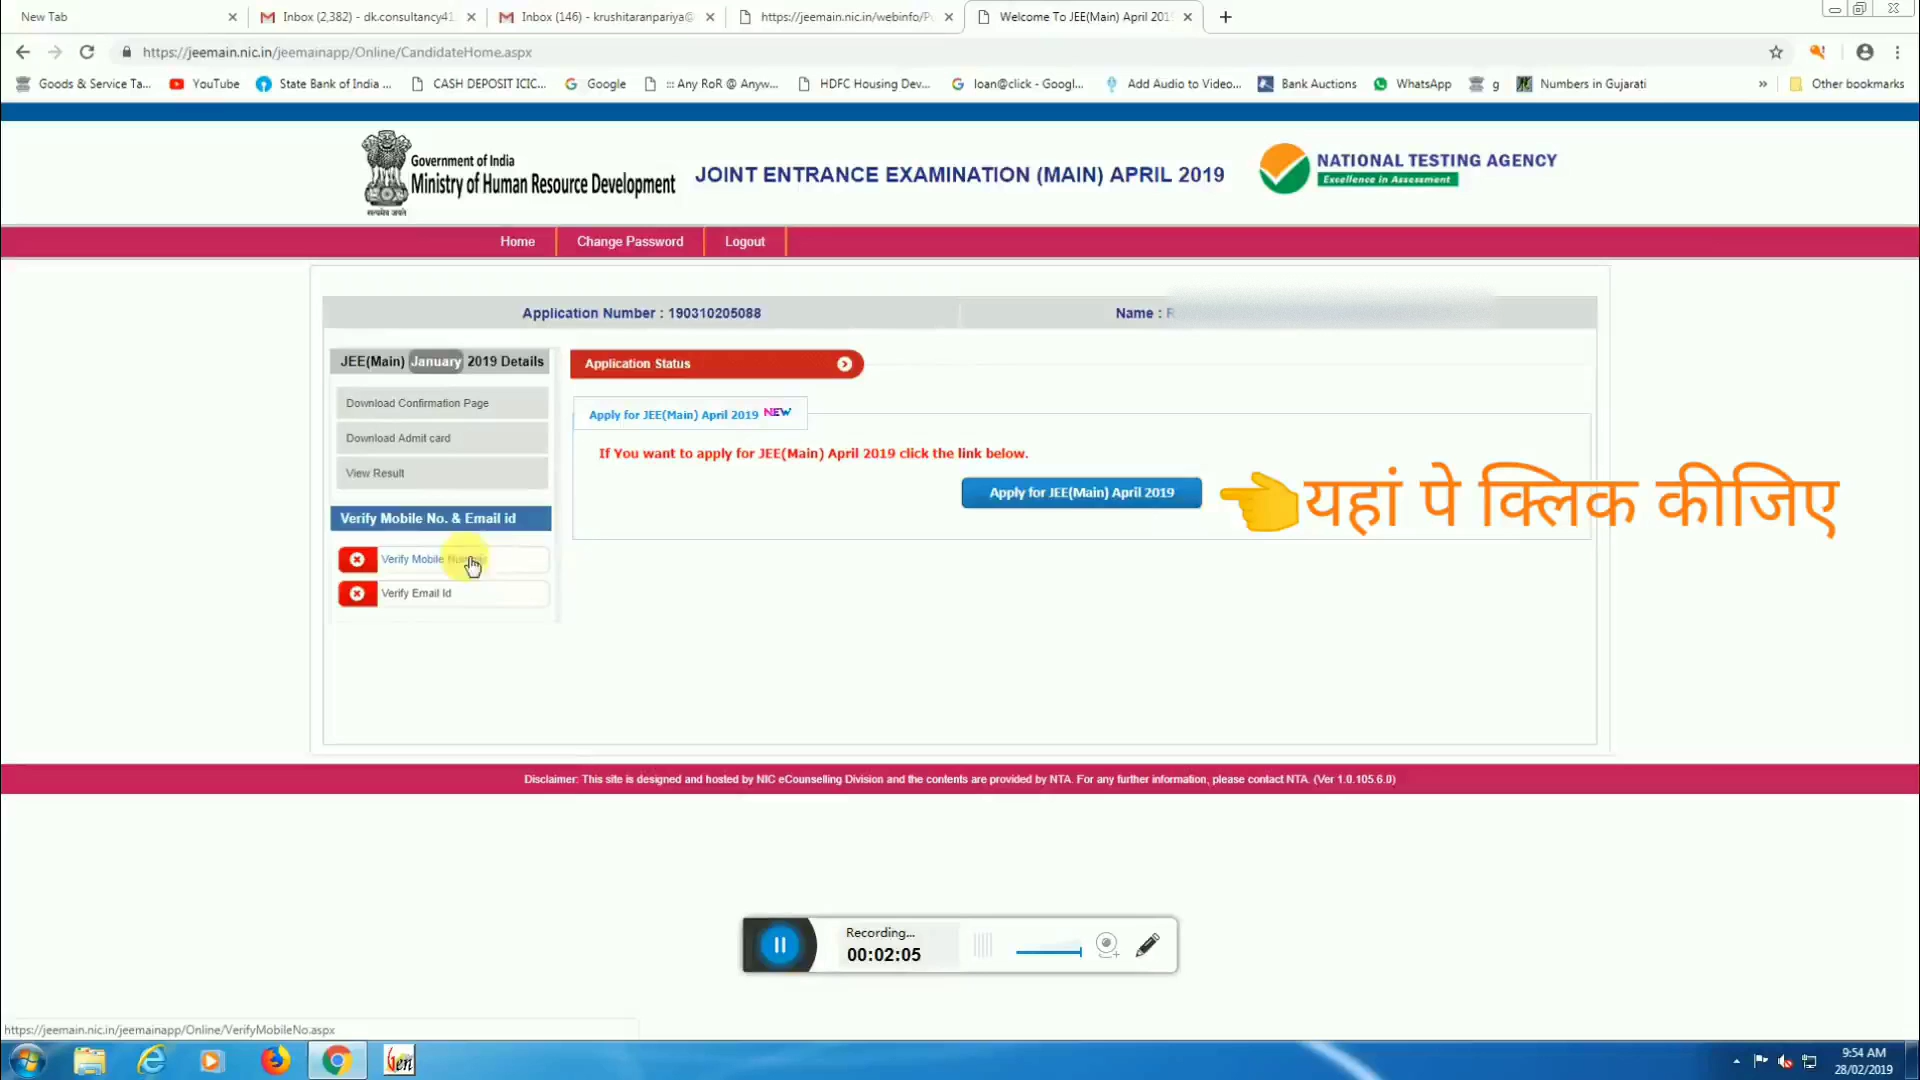 New Tab
Inbox (2,382) - dk.consultancy41
Inbox (146) - krushitaranpariya@
https://jeemain.nic.in/webinfo/P
Welcome To JEE(Main) April 201
https://jeemain.nic.in/jeemainapp/Online/CandidateHome.aspx
Goods & Service Ta...
YouTube
State Bank of India ...
CASH DEPOSIT ICIC...
Google
::: Any RoR @ Anyw...
HDFC Housing Dev...
loan@click - Googl...
Add Audio to Video...
Bank Auctions
WhatsApp
g
Numbers in Gujarati
»
Other bookmarks
Government of India
Ministry of Human Resource Development
सत्यमेव जयते
JOINT ENTRANCE EXAMINATION (MAIN) APRIL 2019
NATIONAL TESTING AGENCY
Excellence in Assessment
Home
Change Password
Logout
Application Number : 190310205088
Name : R
JEE(Main) January 2019 Details
Application Status
Download Confirmation Page
Apply for JEE(Main) April 2019 NEW
Download Admit card
If You want to apply for JEE(Main) April 2019 click the link below.
View Result
Apply for JEE(Main) April 2019
यहां पे क्लिक कीजिए
Verify Mobile No. & Email id
Verify Mobile
Verify Email Id
Disclaimer: This site is designed and hosted by NIC eCounselling Division and the contents are provided by NTA. For any further information, please contact NTA. (Ver 1.0.105.6.0)
Recording...
00:02:05
https://jeemain.nic.in/jeemainapp/Online/VerifyMobileNo.aspx
Gen
9:54 AM
28/02/2019